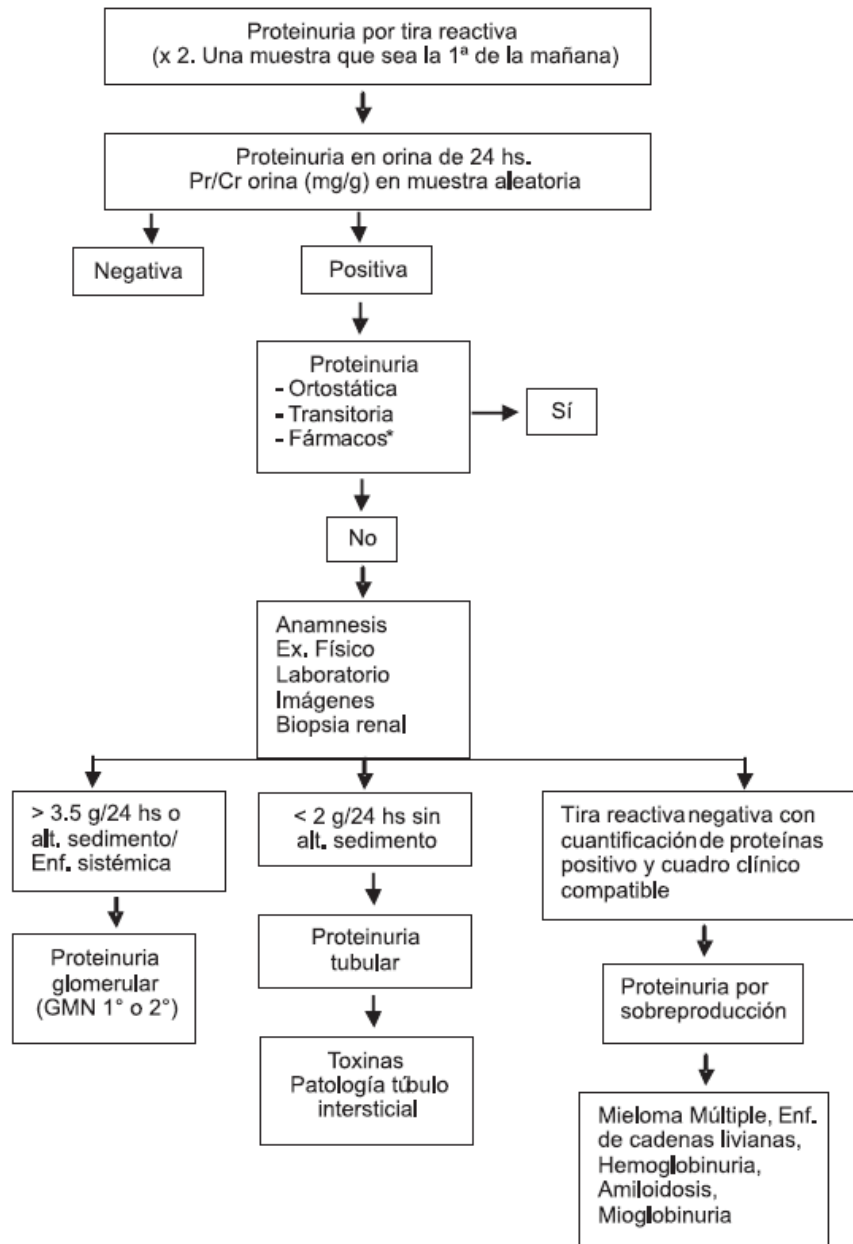 Proteinuria por tira reactiva
(x 2. Una muestra que sea la 1ª de la mañana)
Proteinuria en orina de 24 hs.
Pr/Cr orina (mg/g) en muestra aleatoria
Negativa
Positiva
Proteinuria
- Ortostática
- Transitoria
- Fármacos*
Sí
No
Anamnesis
Ex. Físico
Laboratorio
Imágenes
Biopsia renal
> 3.5 g/24 hs o
alt. sedimento/
Enf. sistémica
Proteinuria
glomerular
(GMN 1° o 2°)
< 2 g/24 hs sin
alt. sedimento
Proteinuria
tubular
Toxinas
Patología túbulo
intersticial
Tira reactiva negativa con
cuantificación de proteínas
positivo y cuadro clínico
compatible
Proteinuria por
sobreproducción
Mieloma Múltiple, Enf.
de cadenas livianas,
Hemoglobinuria,
Amiloidosis,
Mioglobinuria